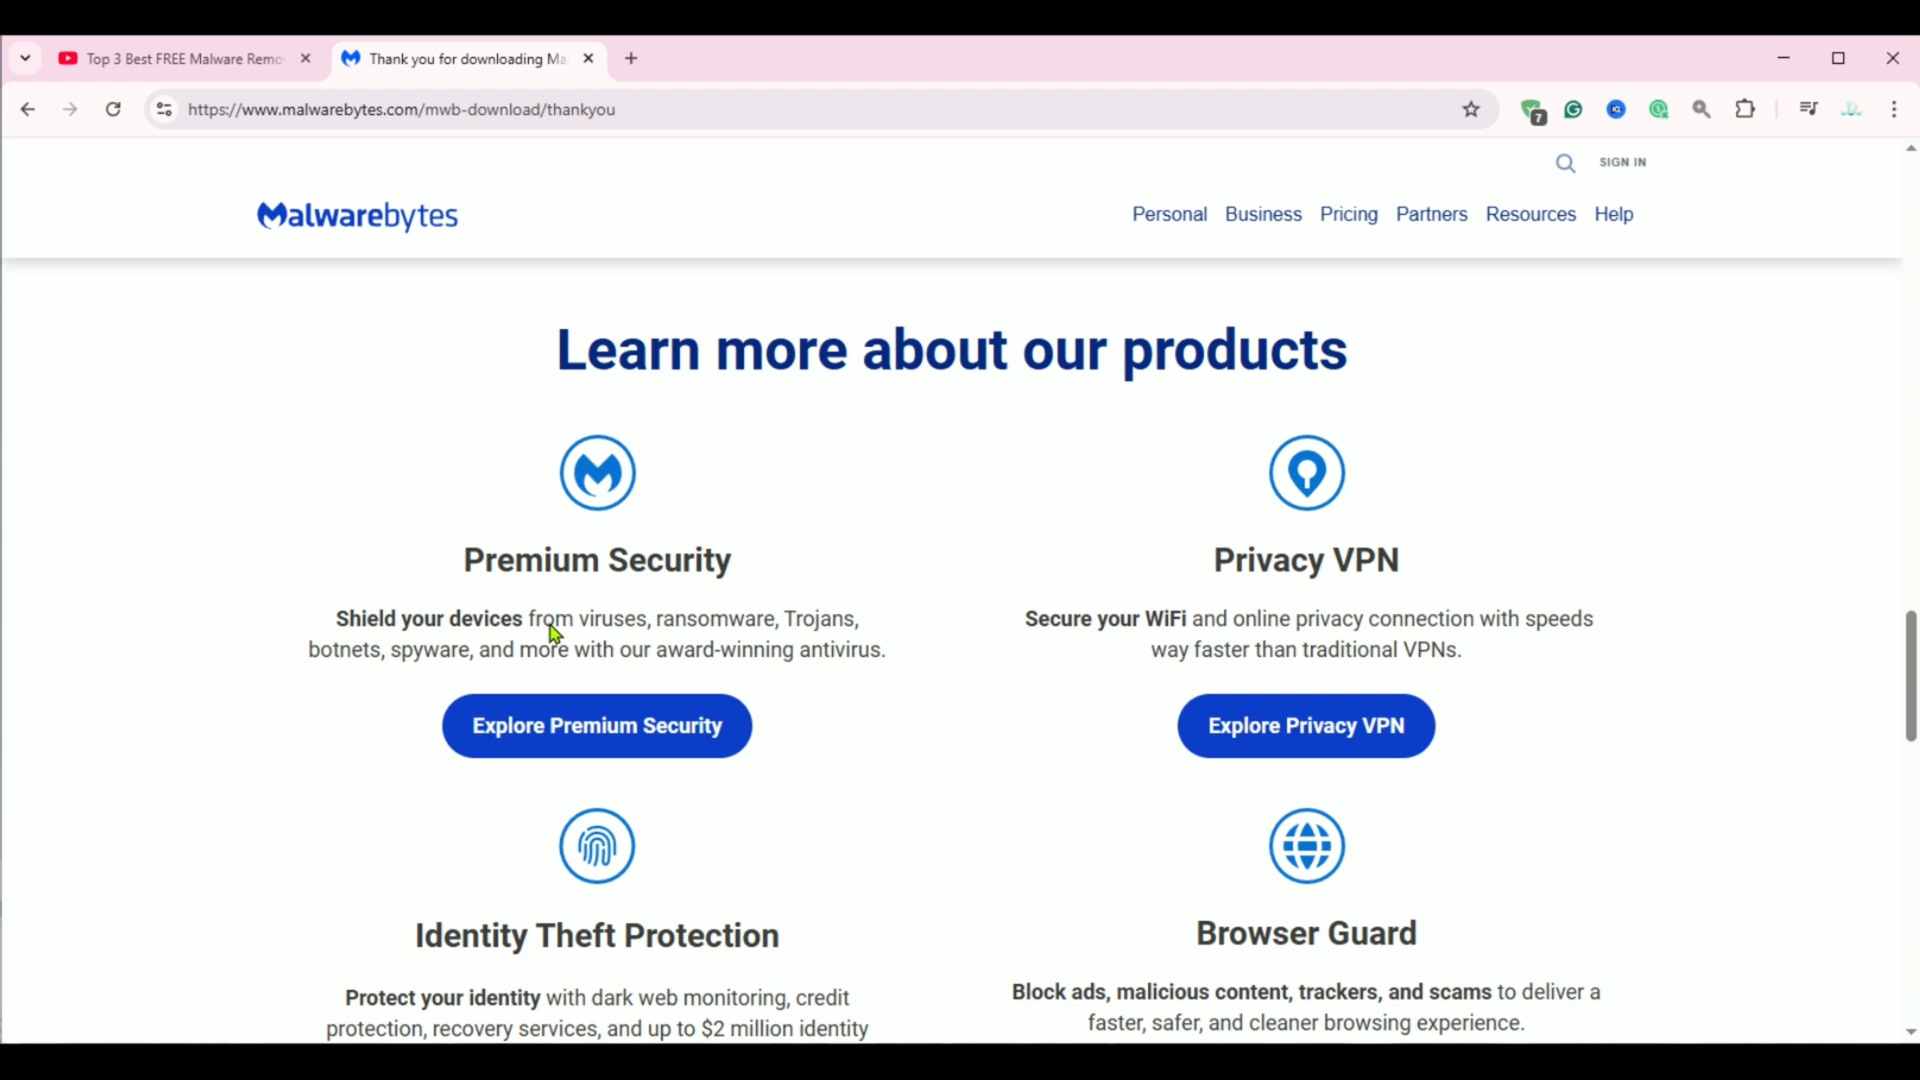 Top 3 Best FREE Malware Remo
Thank you for downloading Ma
https://www.malwarebytes.com/mwb-download/thankyou
7
SIGN IN
Malwarebytes
Personal Business Pricing Partners Resources Help
Learn more about our products
Premium Security
Shield your devices from viruses, ransomware, Trojans,
botnets, spyware, and more with our award-winning antivirus.
Explore Premium Security
Privacy VPN
Secure your WiFi and online privacy connection with speeds
way faster than traditional VPNs.
Explore Privacy VPN
Identity Theft Protection
Protect your identity with dark web monitoring, credit
protection, recovery services, and up to $2 million identity
Browser Guard
Block ads, malicious content, trackers, and scams to deliver a
faster, safer, and cleaner browsing experience.